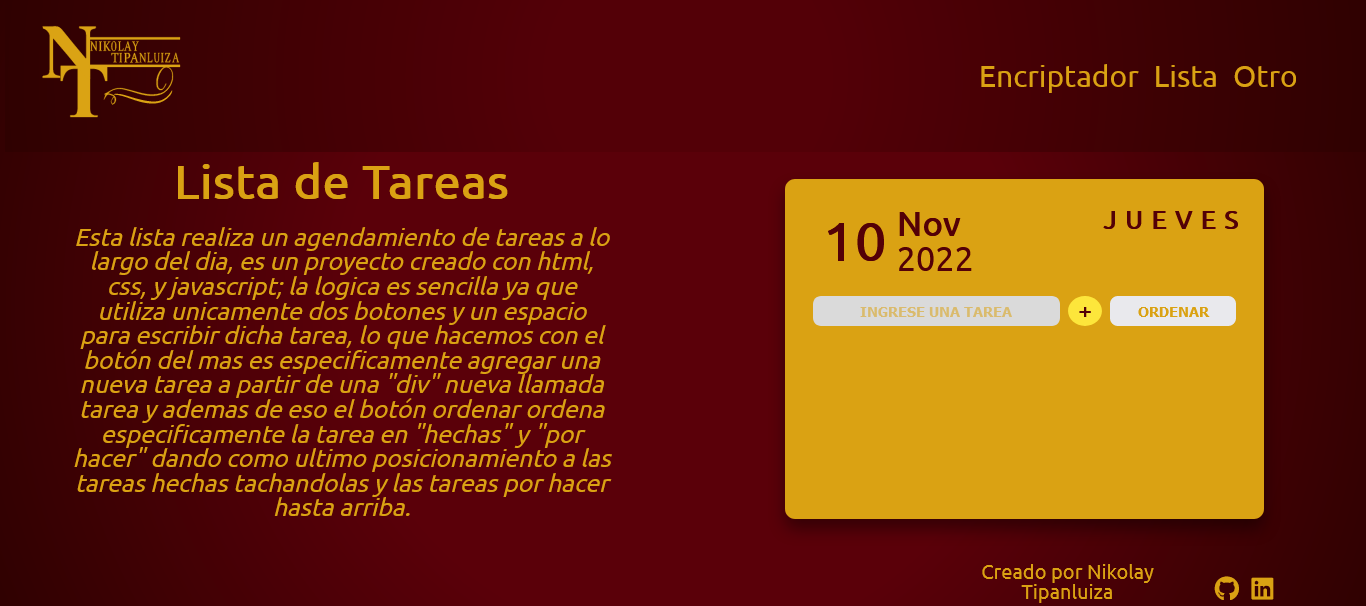 NIKOLAY
TIPANLUIZA
NT
Encriptador Lista Otro
Lista de Tareas
Esta lista realiza un agendamiento de tareas a lo
largo del dia, es un proyecto creado con html,
css, y javascript; la logica es sencilla ya que
utiliza unicamente dos botones y un espacio
para escribir dicha tarea, lo que hacemos con el
botón del mas es especificamente agregar una
nueva tarea a partir de una "div" nueva llamada
tarea y ademas de eso el botón ordenar ordena
especificamente la tarea en "hechas" y "por
hacer" dando como ultimo posicionamiento a las
tareas hechas tachandolas y las tareas por hacer
hasta arriba.
10
Nov
2022
JUEVES
INGRESE UNA TAREA
+
ORDENAR
Creado por Nikolay
Tipanluiza
in